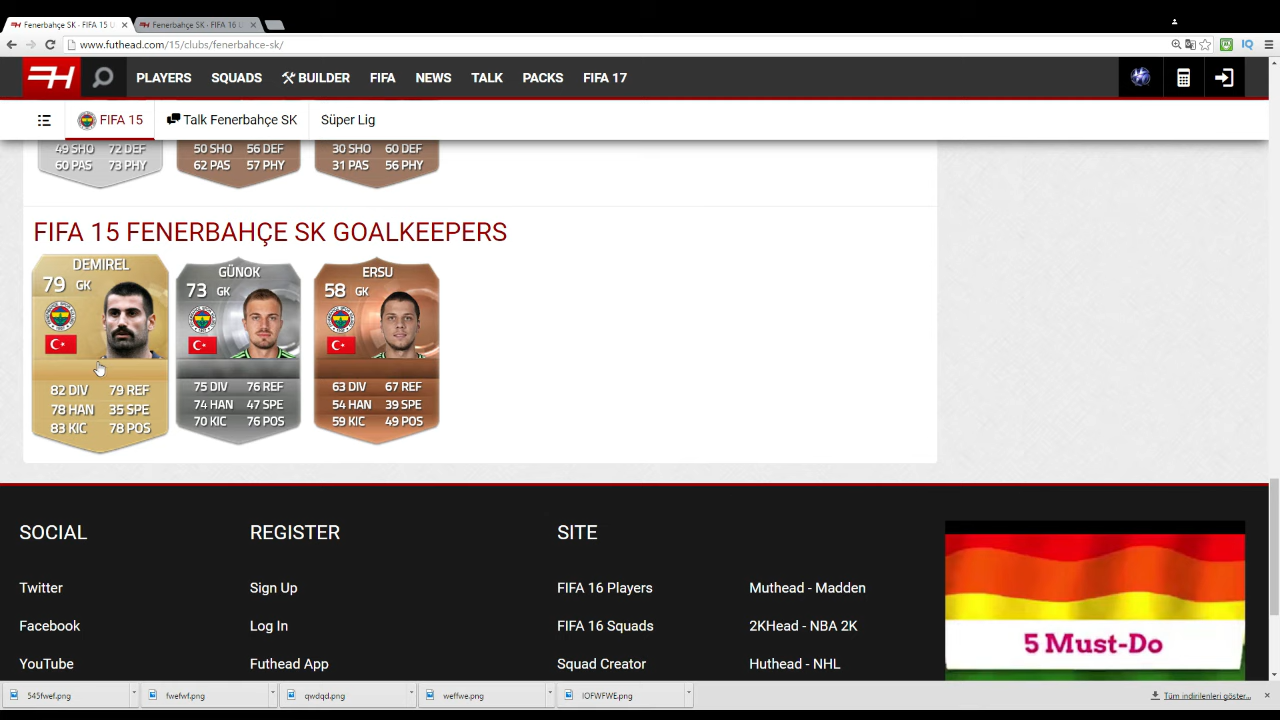 Fenerbahçe SK - FIFA 15 U
Fenerbahçe SK - FIFA 16 U
www.futhead.com/15/clubs/fenerbahce-sk/
PLAYERS SQUADS BUILDER FIFA NEWS TALK PACKS FIFA 17
FIFA 15 Talk Fenerbahçe SK Süper Lig
49 SHO 72 DEF
60 PAS 73 PHY
50 SHO 56 DEF
62 PAS 57 PHY
30 SHO 60 DEF
31 PAS 56 PHY
FIFA 15 FENERBAHÇE SK GOALKEEPERS
DEMIREL
79 GK
82 DIV 79 REF
78 HAN 35 SPE
83 KIC 78 POS
GÜNOK
73 GK
75 DIV 76 REF
74 HAN 47 SPE
70 KIC 76 POS
ERSU
58 GK
63 DIV 67 REF
54 HAN 39 SPE
59 KIC 49 POS
SOCIAL
Twitter
Facebook
YouTube
REGISTER
Sign Up
Log In
Futhead App
SITE
FIFA 16 Players
FIFA 16 Squads
Squad Creator
Muthead - Madden
2KHead - NBA 2K
Huthead - NHL
5 Must-Do
545fwef.png
fwefwf.png
qwdqd.png
weffwe.png
IOFWFWE.png
Tüm indirilenleri göster...